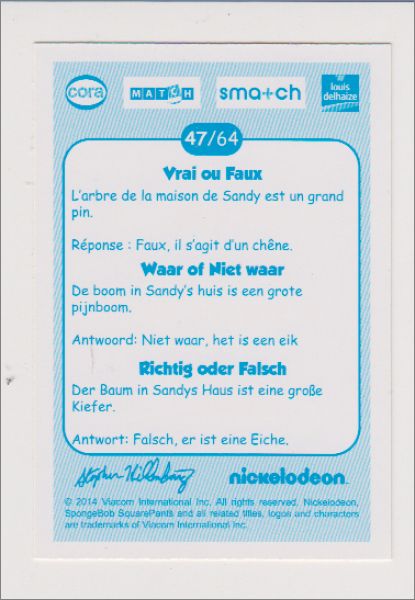 cora MATCH smatch louis delhaize
47/64
Vrai ou Faux
L'arbre de la maison de Sandy est un grand
pin.
Réponse : Faux, il s'agit d'un chêne.
Waar of Niet waar
De boom in Sandy's huis is een grote
pijnboom.
Antwoord: Niet waar, het is een eik
Richtig oder Falsch
Der Baum in Sandys Haus ist eine große
Kiefer.
Antwort: Falsch, er ist eine Eiche.
Stephen Hillenburg nickelodeon
© 2014 Viacom International Inc. All rights reserved. Nickelodeon,
SpongeBob SquarePants and all related titles, logos and characters
are trademarks of Viacom International Inc.